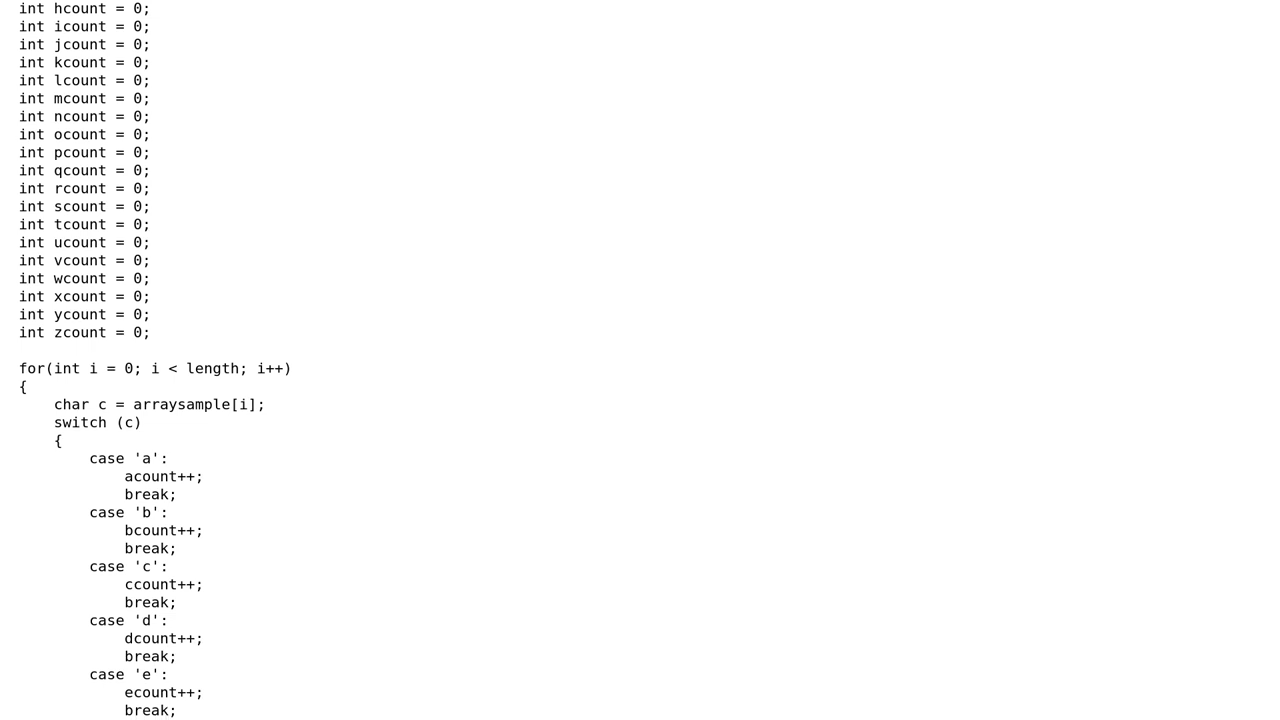 int hcount = 0;
int icount = 0;
int jcount = 0;
int kcount = 0;
int lcount = 0;
int mcount = 0;
int ncount = 0;
int ocount = 0;
int pcount = 0;
int qcount = 0;
int rcount = 0;
int scount = 0;
int tcount = 0;
int ucount = 0;
int vcount = 0;
int wcount = 0;
int xcount = 0;
int ycount = 0;
int zcount = 0;

for(int i = 0; i < length; i++)
{
    char c = arraysample[i];
    switch (c)
    {
        case 'a':
            acount++;
            break;
        case 'b':
            bcount++;
            break;
        case 'c':
            ccount++;
            break;
        case 'd':
            dcount++;
            break;
        case 'e':
            ecount++;
            break;